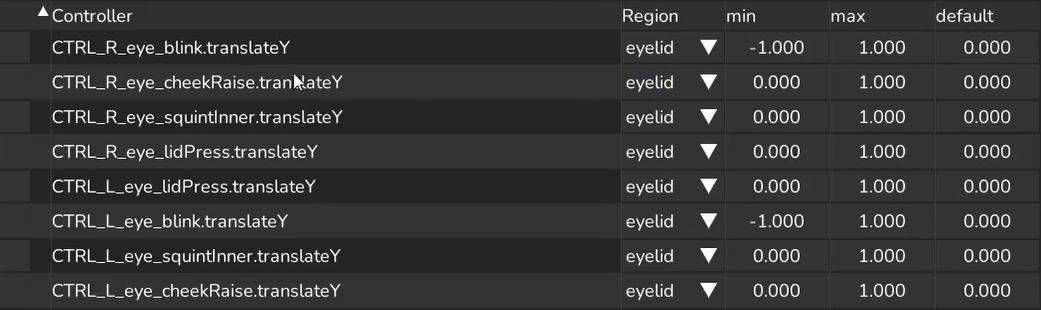 Controller Region min max default
CTRL_R_eye_blink.translateY eyelid -1.000 1.000 0.000
CTRL_R_eye_cheekRaise.translateY eyelid 0.000 1.000 0.000
CTRL_R_eye_squintInner.translateY eyelid 0.000 1.000 0.000
CTRL_R_eye_lidPress.translateY eyelid 0.000 1.000 0.000
CTRL_L_eye_lidPress.translateY eyelid 0.000 1.000 0.000
CTRL_L_eye_blink.translateY eyelid -1.000 1.000 0.000
CTRL_L_eye_squintInner.translateY eyelid 0.000 1.000 0.000
CTRL_L_eye_cheekRaise.translateY eyelid 0.000 1.000 0.000